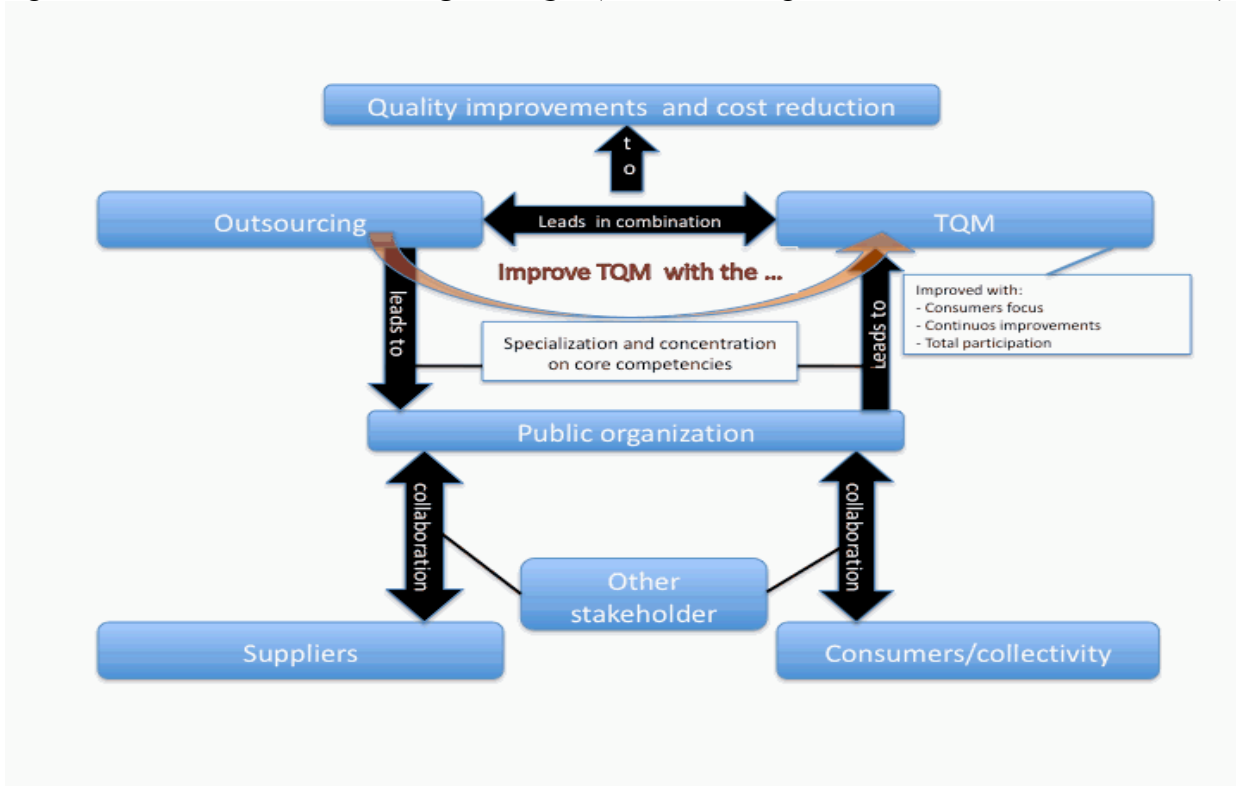 Quality improvements and cost reduction
t
o
Outsourcing
Leads in combination
TQM
Improve TQM with the ...
leads to
Leads to
Improved with:
- Consumers focus
- Continuos improvements
- Total participation
Specialization and concentration
on core competencies
Public organization
collaboration
collaboration
Other
stakeholder
Suppliers
Consumers/collectivity